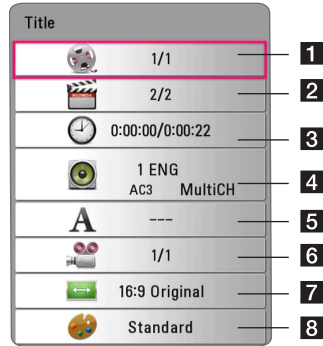 Title
1/1 1
2/2 2
0:00:00/0:00:22 3
1 ENG
AC3 MultiCH 4
--- 5
1/1 6
16:9 Original 7
Standard 8